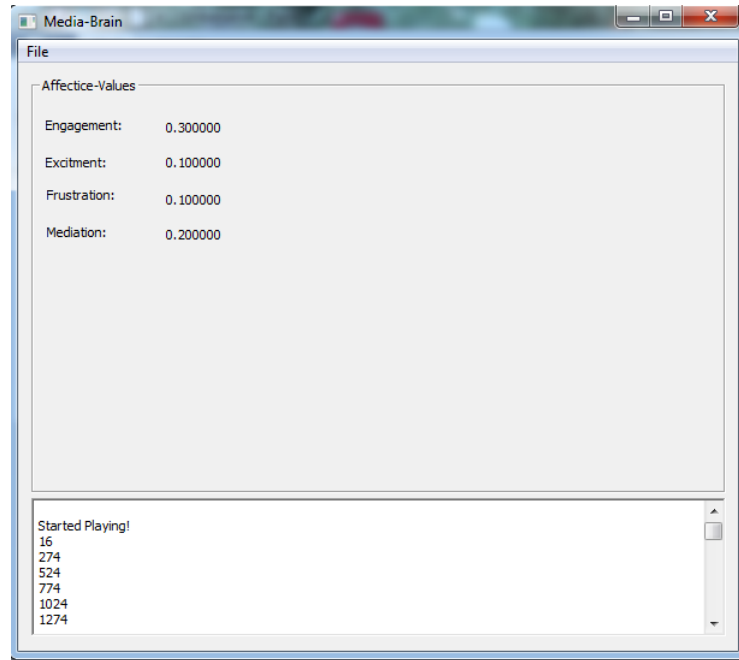 Media-Brain
File
Affectice-Values
Engagement: 0.300000
Excitment: 0.100000
Frustration: 0.100000
Mediation: 0.200000
Started Playing!
16
274
524
774
1024
1274